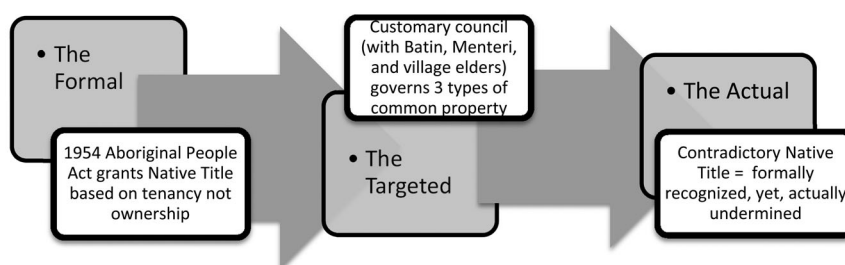 • The
Formal
1954 Aboriginal People
Act grants Native Title
based on tenancy not
ownership
Customary council
(with Batin, Menteri,
and village elders)
governs 3 types of
common property
• The
Targeted
• The Actual
Contradictory Native
Title = formally
recognized, yet, actually
undermined